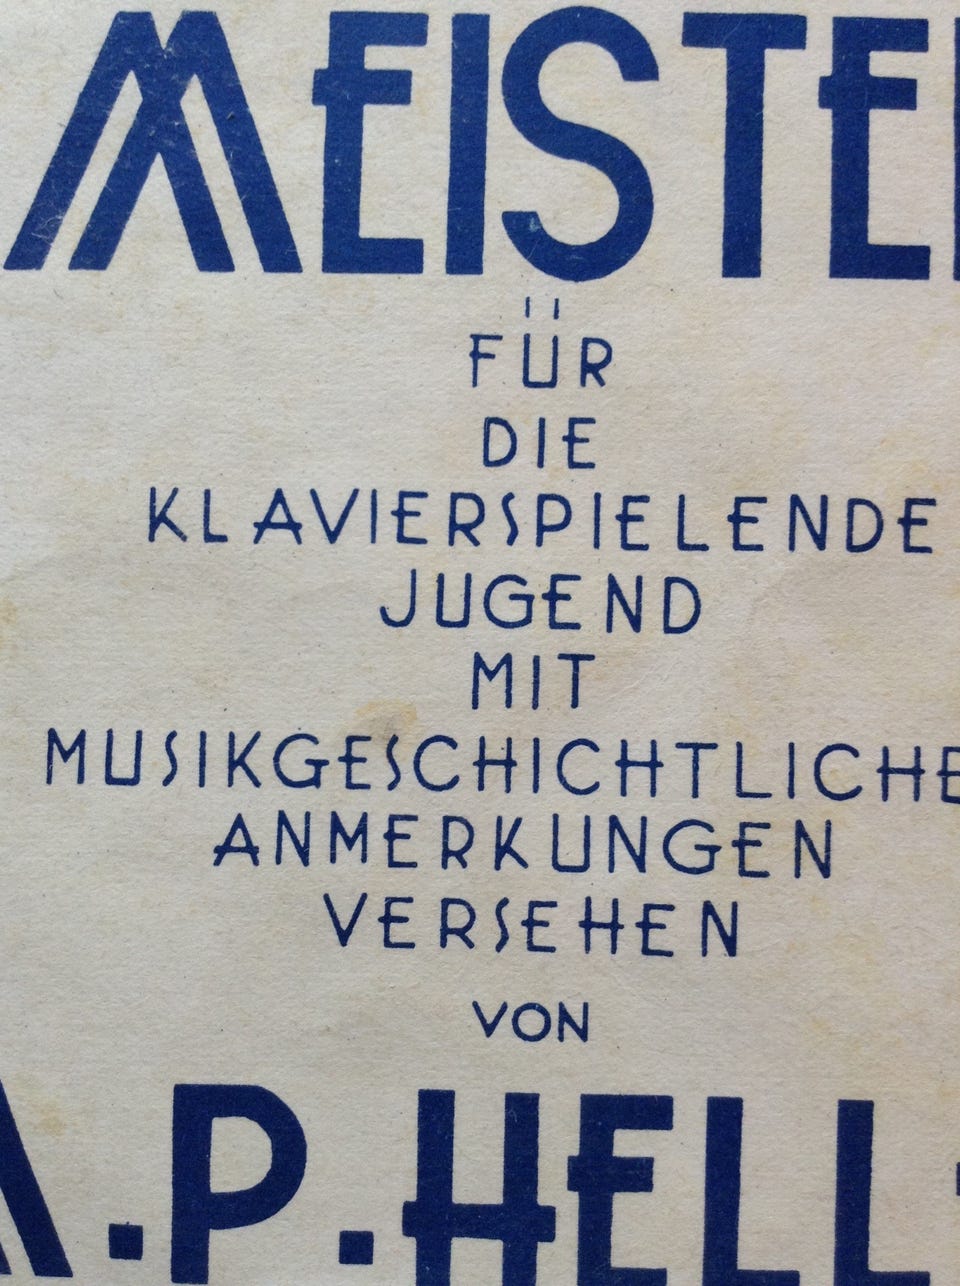 MEISTE
FÜR
DIE
KLAVIERSPIELENDE
JUGEND
MIT
MUSIKGESCHICHTLICHE
ANMERKUNGEN
VERSEHEN
VON
A.P.HELL